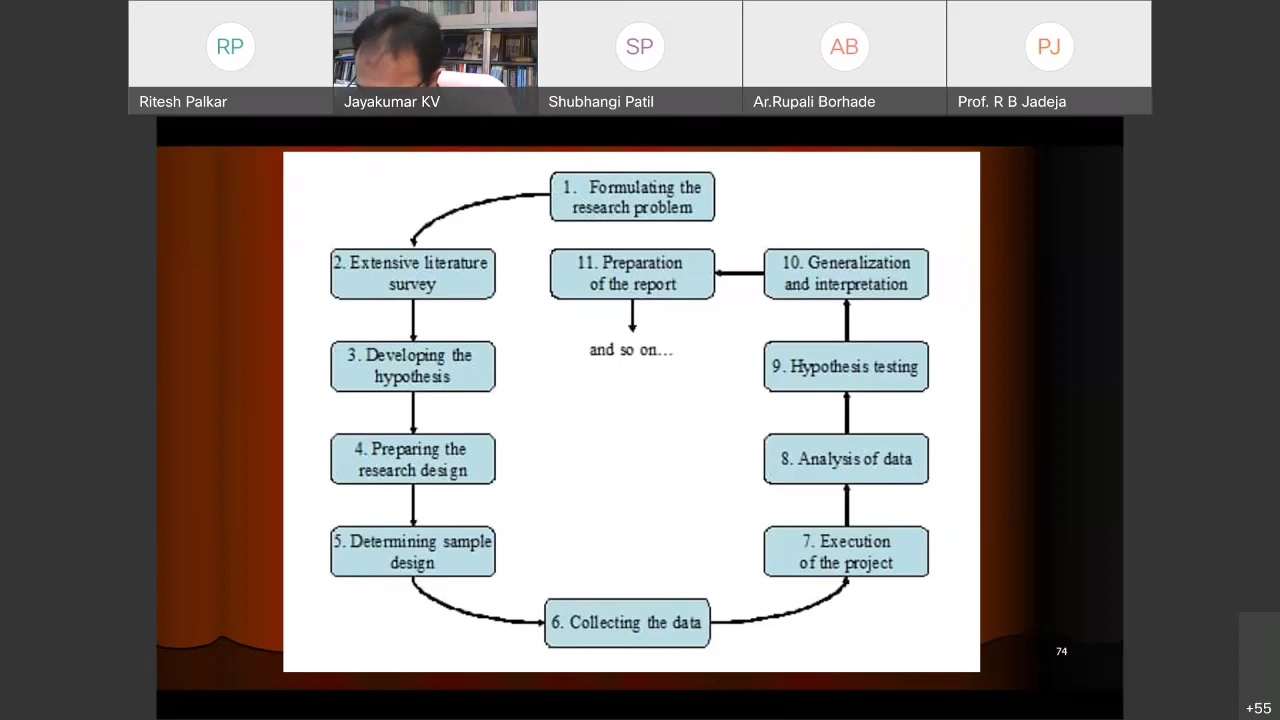 RP
SP
AB
PJ
Ritesh Palkar
Jayakumar KV
Shubhangi Patil
Ar.Rupali Borhade
Prof. R B Jadeja
1. Formulating the
research problem
2. Extensive literature
survey
3. Developing the
hypothesis
4. Preparing the
research design
5. Determining sample
design
6. Collecting the data
7. Execution
of the project
8. Analysis of data
9. Hypothesis testing
10. Generalization
and interpretation
11. Preparation
of the report
and so on...
74
+55